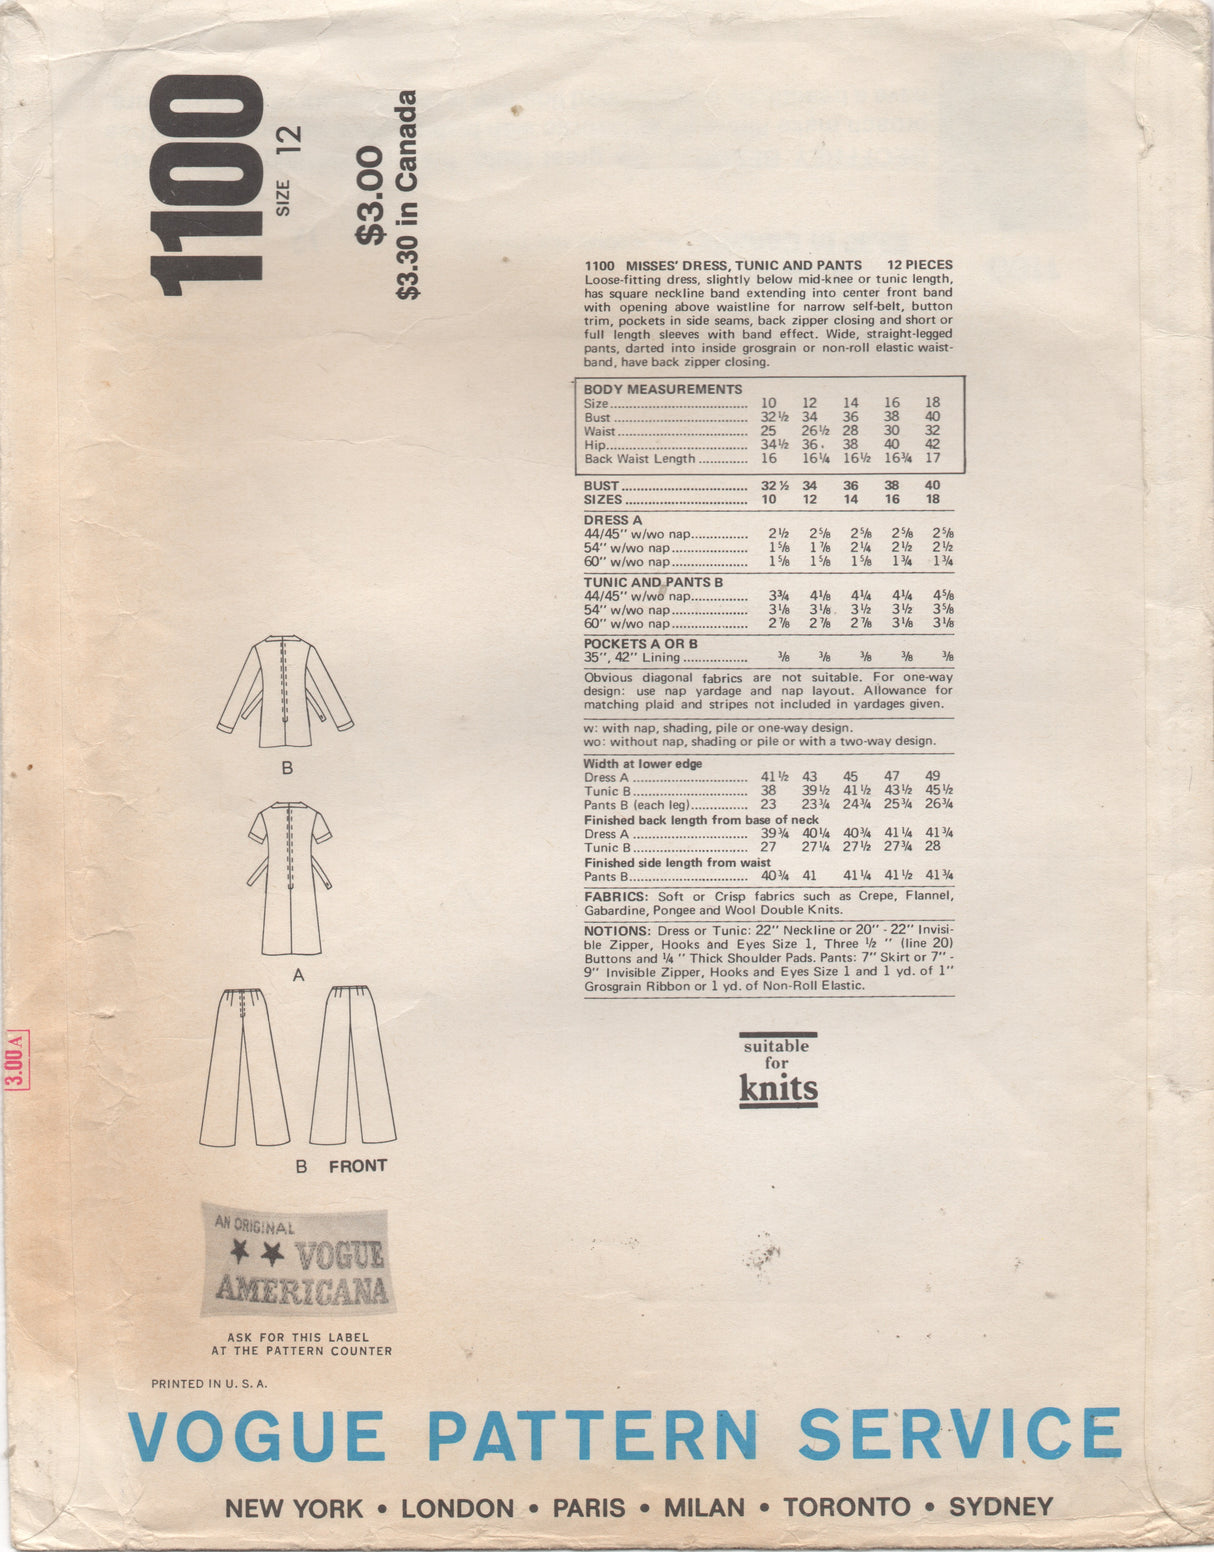 1100
SIZE 12
$3.00
$3.30 in Canada
1100 MISSES' DRESS, TUNIC AND PANTS 12 PIECES
Loose-fitting dress, slightly below mid-knee or tunic length,
has square neckline band extending into center front band
with opening above waistline for narrow self-belt, button
trim, pockets in side seams, back zipper closing and short or
full length sleeves with band effect. Wide, straight-legged
pants, darted into inside grosgrain or non-roll elastic waist-
band, have back zipper closing.
BODY MEASUREMENTS
Size 10 12 14 16 18
Bust 32½ 34 36 38 40
Waist 25 26½ 28 30 32
Hip 34½ 36 38 40 42
Back Waist Length 16 16¼ 16½ 16¾ 17
BUST 32½ 34 36 38 40
SIZES 10 12 14 16 18
DRESS A
44/45" w/wo nap 2½ 2⅝ 2⅝ 2⅝ 2⅝
54" w/wo nap 1⅝ 1⅞ 2¼ 2½ 2½
60" w/wo nap 1⅝ 1⅝ 1⅝ 1¾ 1¾
TUNIC AND PANTS B
44/45" w/wo nap 3¾ 4⅛ 4¼ 4¼ 4⅝
54" w/wo nap 3⅛ 3⅛ 3½ 3½ 3⅝
60" w/wo nap 2⅞ 2⅞ 2⅞ 3⅛ 3⅛
POCKETS A OR B
35", 42" Lining ⅜ ⅜ ⅜ ⅜ ⅜
Obvious diagonal fabrics are not suitable. For one-way
design: use nap yardage and nap layout. Allowance for
matching plaid and stripes not included in yardages given.
w: with nap, shading, pile or one-way design.
wo: without nap, shading or pile or with a two-way design.
Width at lower edge
Dress A 41½ 43 45 47 49
Tunic B 38 39½ 41½ 43½ 45½
Pants B (each leg) 23 23¾ 24¾ 25¾ 26¾
Finished back length from base of neck
Dress A 39¾ 40¼ 40¾ 41¼ 41¾
Tunic B 27 27¼ 27½ 27¾ 28
Finished side length from waist
Pants B 40¾ 41 41¼ 41½ 41¾
FABRICS: Soft or Crisp fabrics such as Crepe, Flannel,
Gabardine, Pongee and Wool Double Knits.
NOTIONS: Dress or Tunic: 22" Neckline or 20" - 22" Invisi-
ble Zipper, Hooks and Eyes Size 1, Three ½ " (line 20)
Buttons and ¼ " Thick Shoulder Pads. Pants: 7" Skirt or 7" -
9" Invisible Zipper, Hooks and Eyes Size 1 and 1 yd. of 1"
Grosgrain Ribbon or 1 yd. of Non-Roll Elastic.
suitable
for
knits
B
A
B FRONT
3.00A
AN ORIGINAL
VOGUE
AMERICANA
ASK FOR THIS LABEL
AT THE PATTERN COUNTER
PRINTED IN U. S. A.
VOGUE PATTERN SERVICE
NEW YORK • LONDON • PARIS • MILAN • TORONTO • SYDNEY